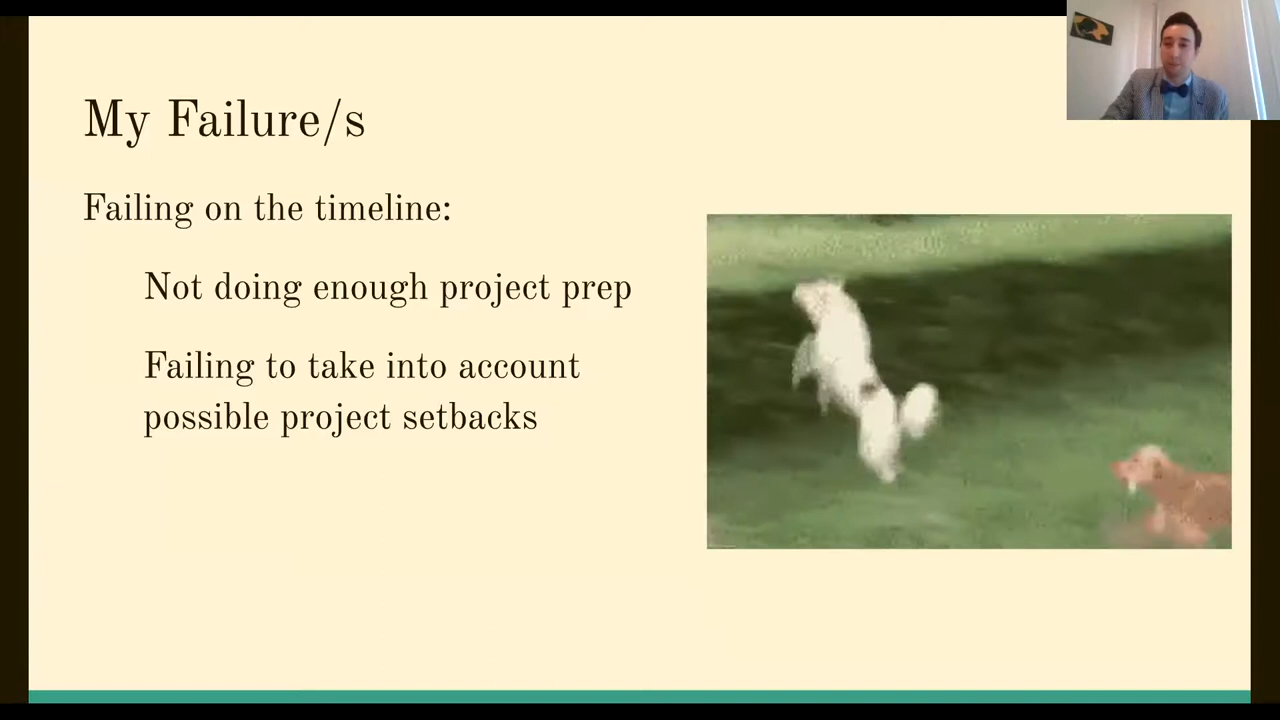 My Failure/s
Failing on the timeline:
Not doing enough project prep
Failing to take into account
possible project setbacks